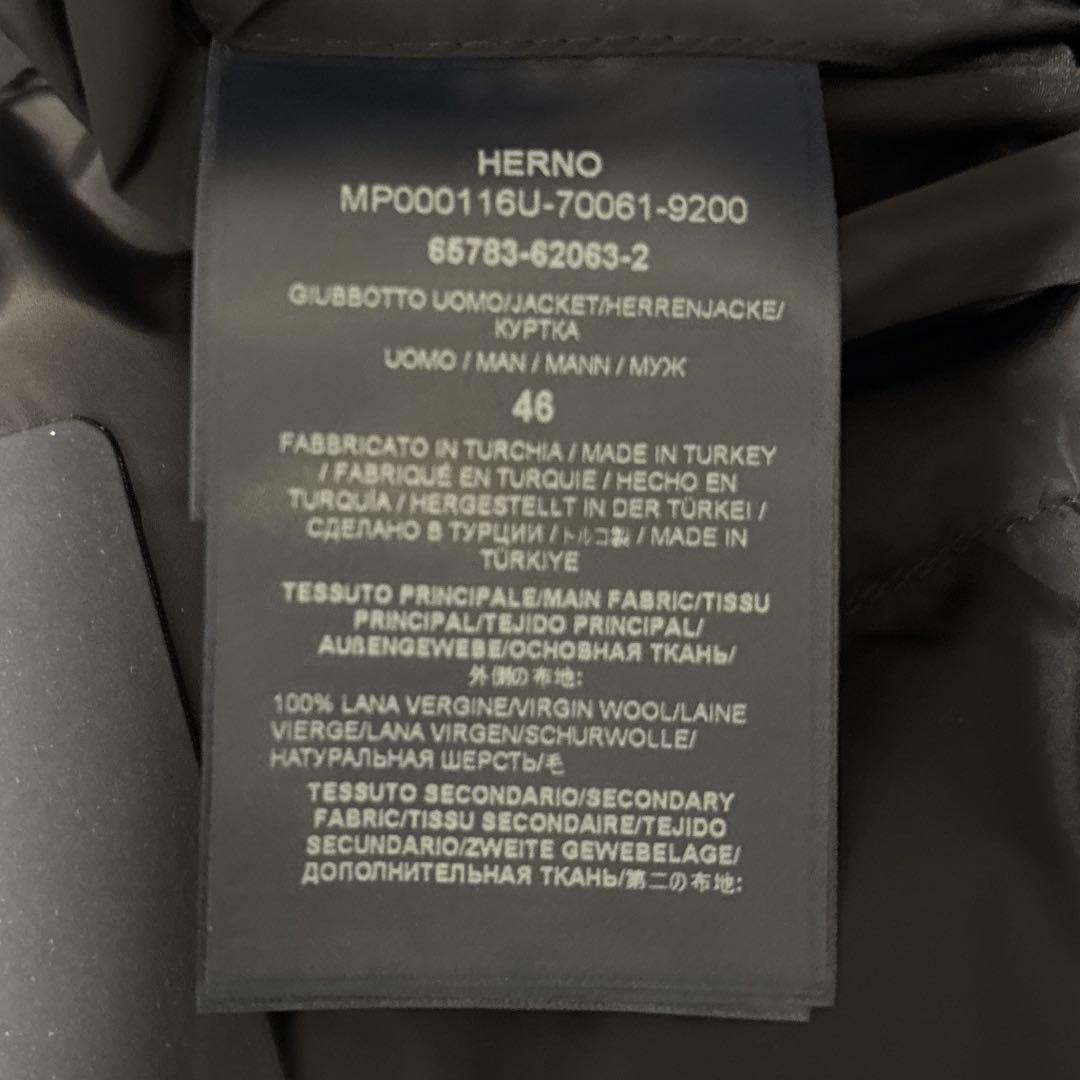 HERNO
MP000116U-70061-9200
65783-62063-2
GIUBBOTTO UOMO/JACKET/HERRENJACKE/
КУРТКА
UOMO / MAN / MANN / МУЖ
46
FABBRICATO IN TURCHIA / MADE IN TURKEY
/ FABRIQUÉ EN TURQUIE / HECHO EN
TURQUÍA / HERGESTELLT IN DER TÜRKEI /
СДЕЛАНО В ТУРЦИИ / トルコ製 / MADE IN
TÜRKIYE
TESSUTO PRINCIPALE/MAIN FABRIC/TISSU
PRINCIPAL/TEJIDO PRINCIPAL/
AUßENGEWEBE/ОСНОВНАЯ ТКАНЬ/
外側の布地:
100% LANA VERGINE/VIRGIN WOOL/LAINE
VIERGE/LANA VIRGEN/SCHURWOLLE/
НАТУРАЛЬНАЯ ШЕРСТЬ/毛
TESSUTO SECONDARIO/SECONDARY
FABRIC/TISSU SECONDAIRE/TEJIDO
SECUNDARIO/ZWEITE GEWEBELAGE/
ДОПОЛНИТЕЛЬНАЯ ТКАНЬ/第二の布地: